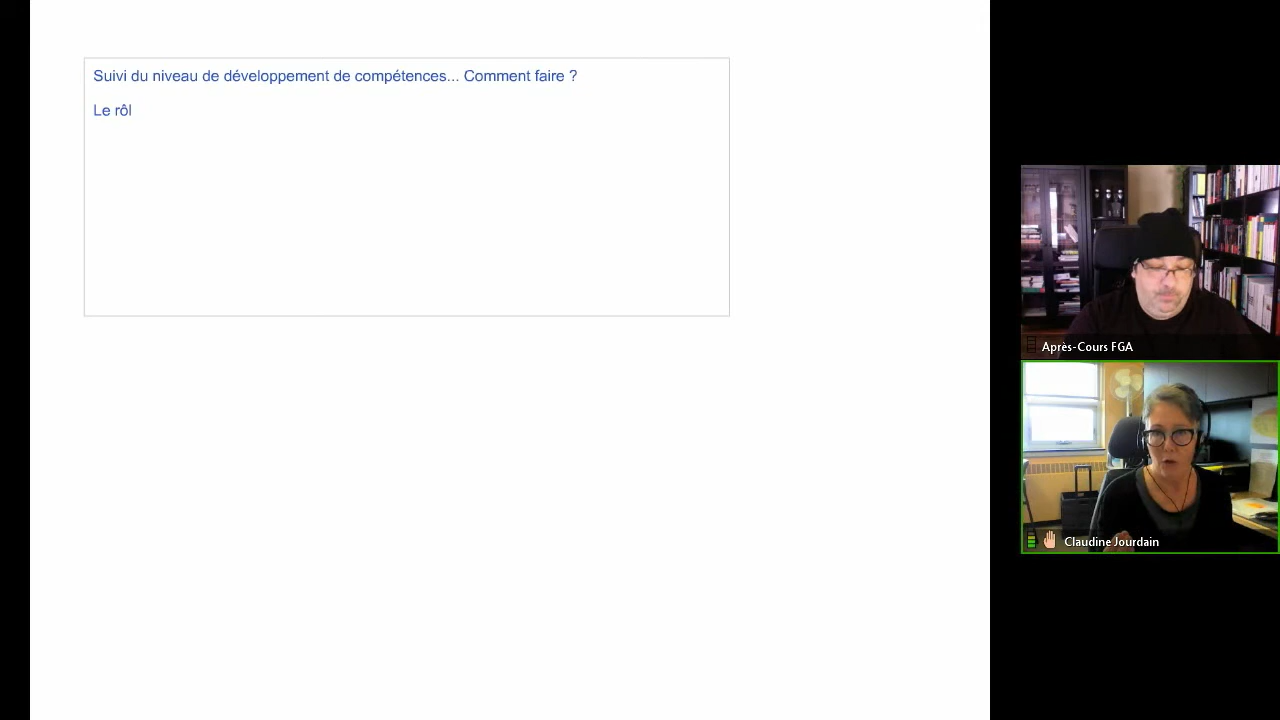 Suivi du niveau de développement de compétences... Comment faire ?
Le rôl
Après-Cours FGA
Claudine Jourdain